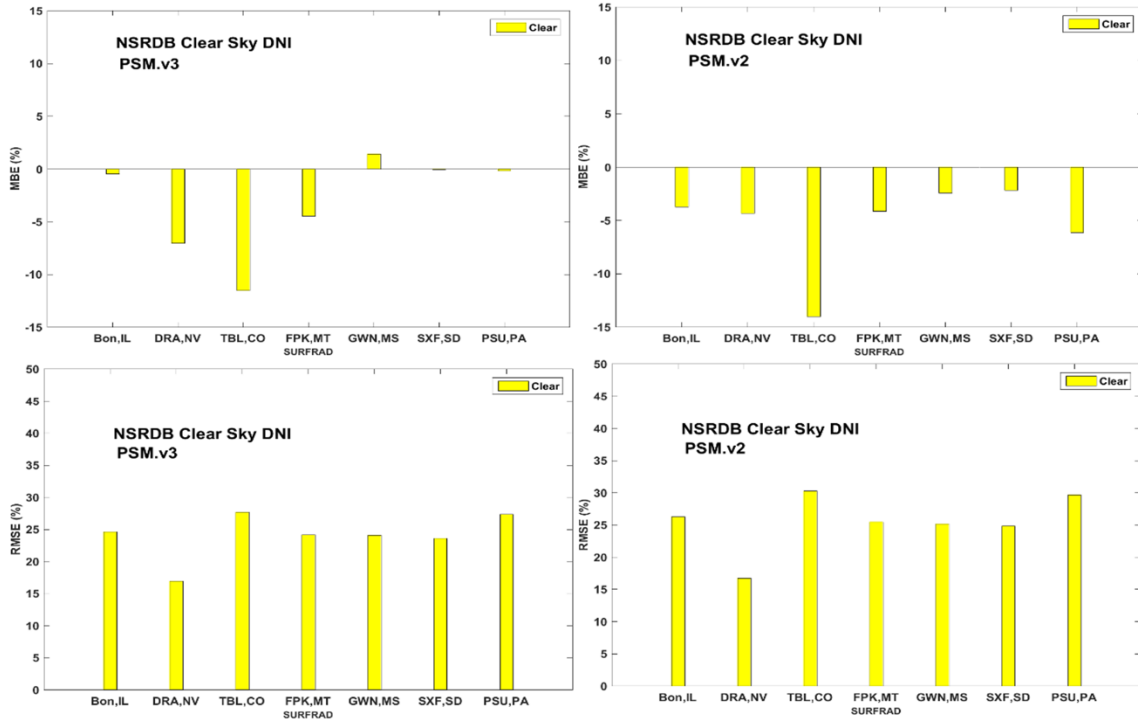 15
10
5
0
-5
-10
-15
MBE (%)
NSRDB Clear Sky DNI
PSM.v3
Clear
Bon,IL DRA,NV TBL,CO FPK,MT GWN,MS SXF,SD PSU,PA
SURFRAD
15
10
5
0
-5
-10
-15
MBE (%)
NSRDB Clear Sky DNI
PSM.v2
Clear
Bon,IL DRA,NV TBL,CO FPK,MT GWN,MS SXF,SD PSU,PA
SURFRAD
50
45
40
35
30
25
20
15
10
5
0
RMSE (%)
NSRDB Clear Sky DNI
PSM.v3
Clear
Bon,IL DRA,NV TBL,CO FPK,MT GWN,MS SXF,SD PSU,PA
SURFRAD
50
45
40
35
30
25
20
15
10
5
0
RMSE (%)
NSRDB Clear Sky DNI
PSM.v2
Clear
Bon,IL DRA,NV TBL,CO FPK,MT GWN,MS SXF,SD PSU,PA
SURFRAD